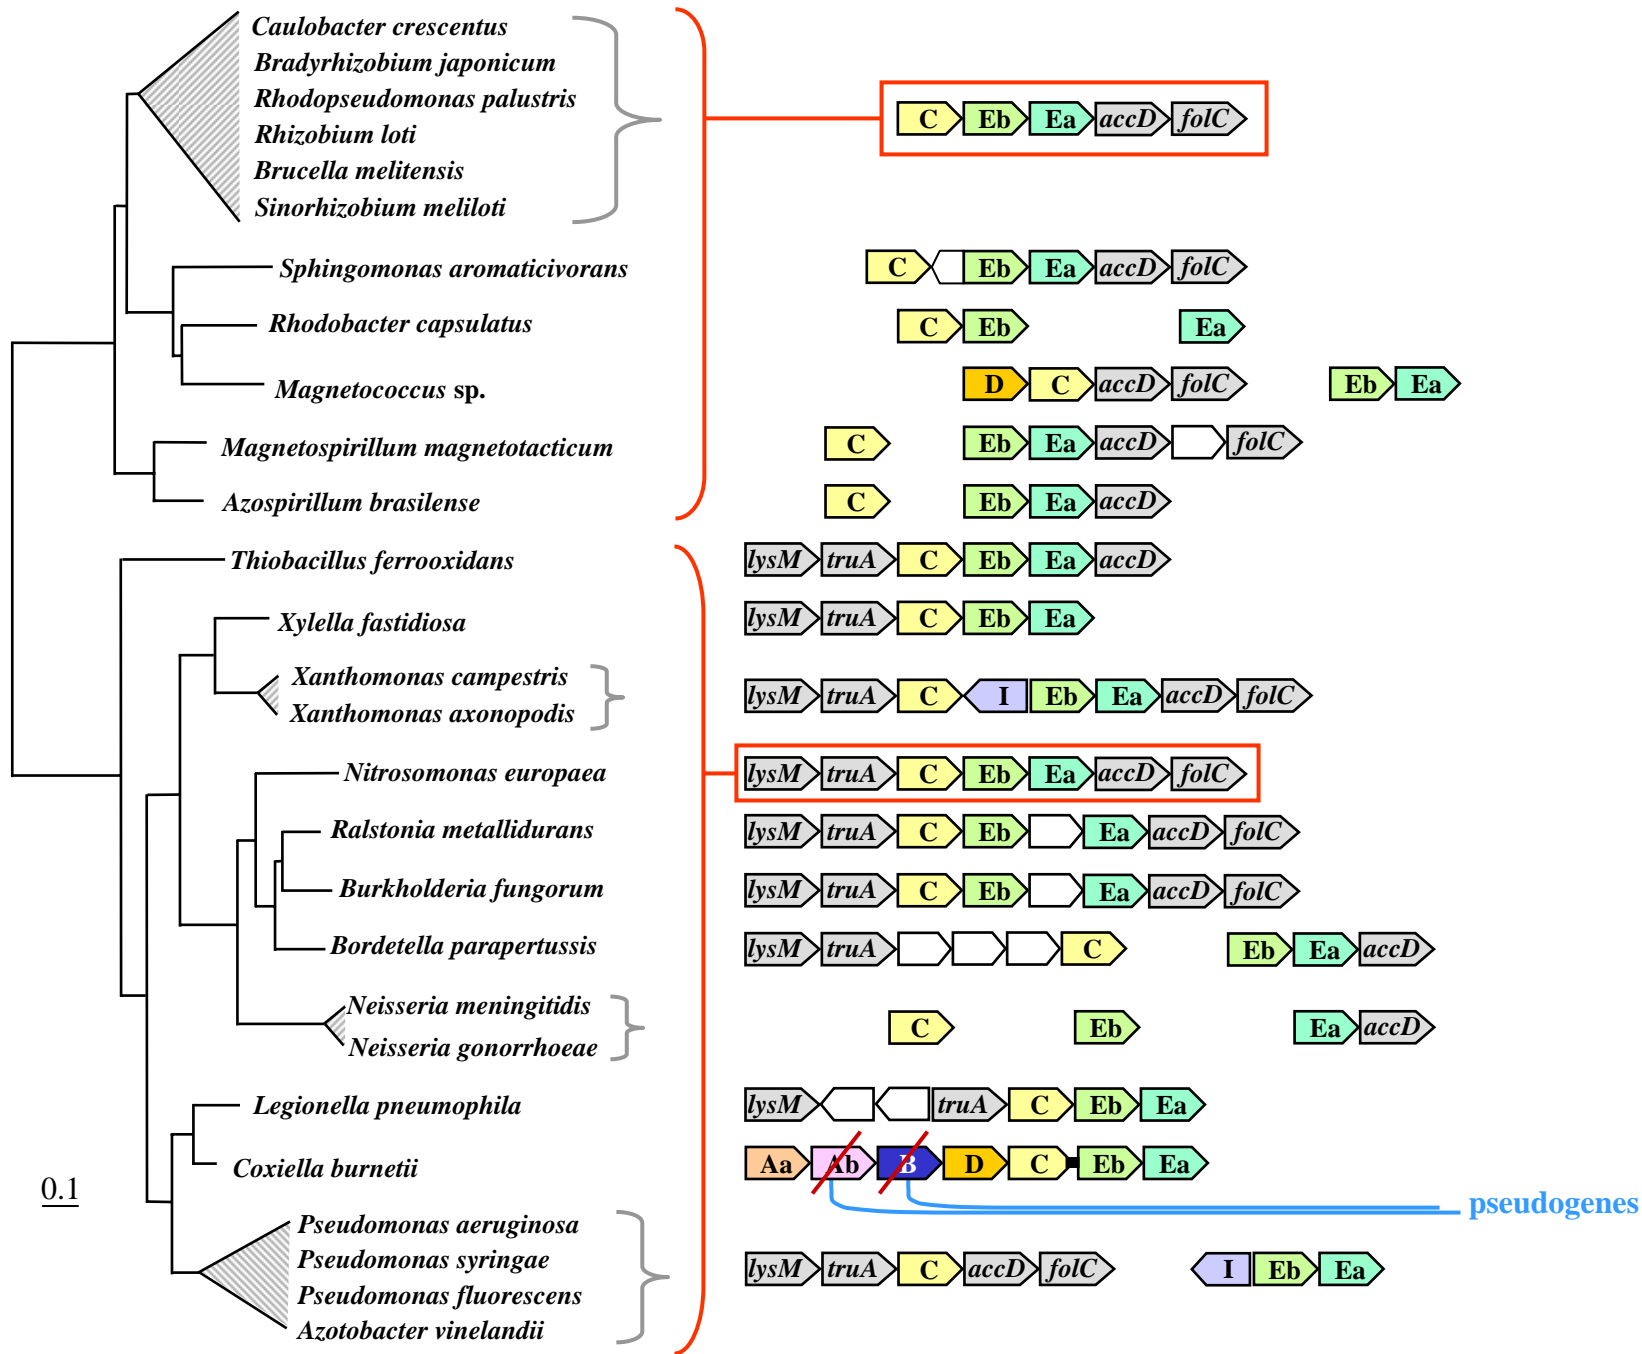 Caulobacter crescentus
Bradyrhizobium japonicum
Rhodopseudomonas palustris
Rhizobium loti
Brucella melitensis
Sinorhizobium meliloti
C Eb Ea accD folC
Sphingomonas aromaticivorans C Eb Ea accD folC
Rhodobacter capsulatus C Eb Ea
Magnetococcus sp. D C accD folC Eb Ea
Magnetospirillum magnetotacticum C Eb Ea accD folC
Azospirillum brasilense C Eb Ea accD
Thiobacillus ferrooxidans lysM truA C Eb Ea accD
Xylella fastidiosa lysM truA C Eb Ea
Xanthomonas campestris
Xanthomonas axonopodis
lysM truA C I Eb Ea accD folC
Nitrosomonas europaea lysM truA C Eb Ea accD folC
Ralstonia metallidurans lysM truA C Eb Ea accD folC
Burkholderia fungorum lysM truA C Eb Ea accD folC
Bordetella parapertussis lysM truA C Eb Ea accD
Neisseria meningitidis
Neisseria gonorrhoeae
C Eb Ea accD
Legionella pneumophila lysM truA C Eb Ea
Coxiella burnetii Aa Ab B D C Eb Ea
0.1
pseudogenes
Pseudomonas aeruginosa
Pseudomonas syringae
Pseudomonas fluorescens
Azotobacter vinelandii
lysM truA C accD folC I Eb Ea